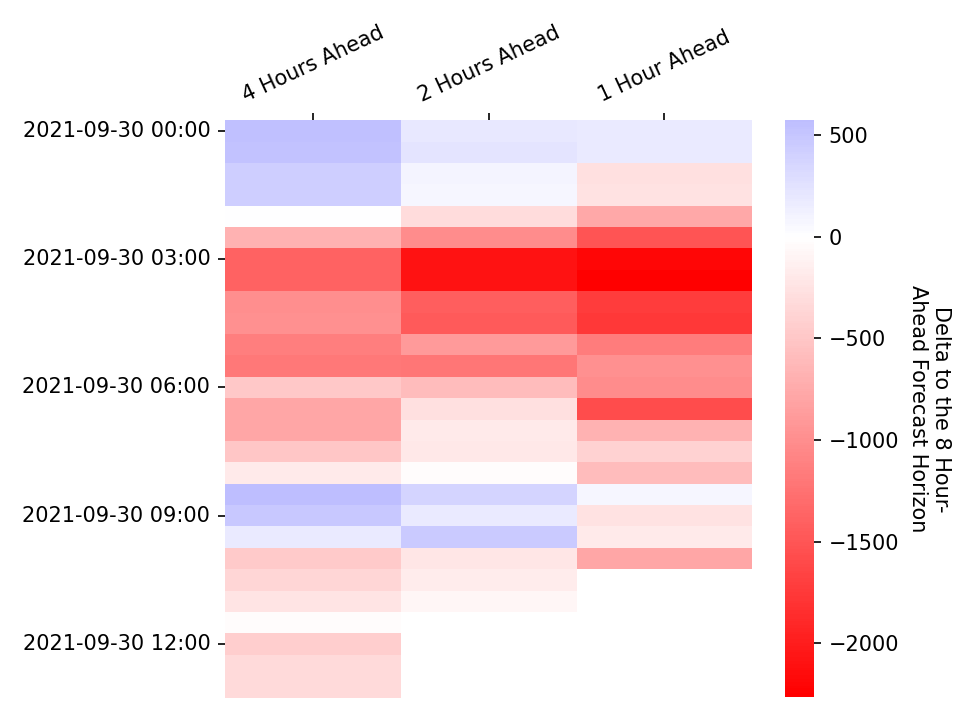 4 Hours Ahead
2 Hours Ahead
1 Hour Ahead
2021-09-30 00:00
2021-09-30 03:00
2021-09-30 06:00
2021-09-30 09:00
2021-09-30 12:00
500
0
−500
−1000
−1500
−2000
Delta to the 8 Hour-
Ahead Forecast Horizon